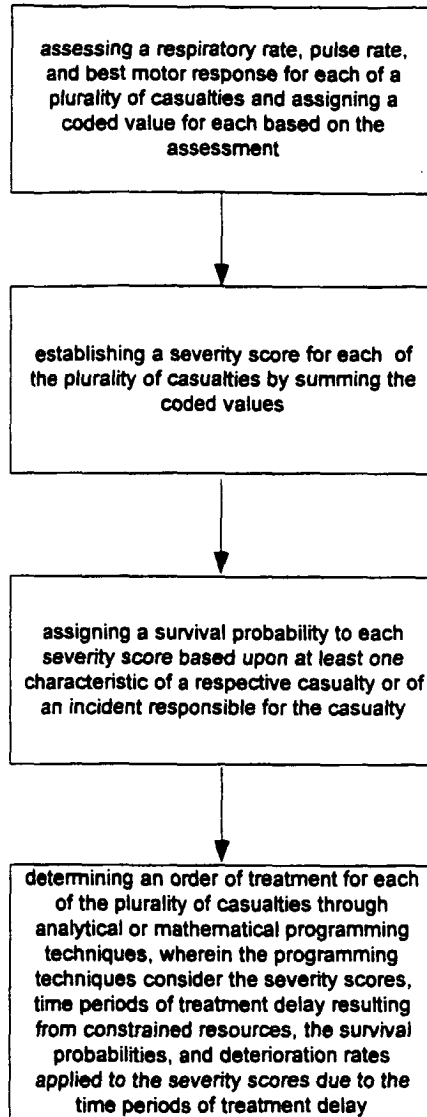 assessing a respiratory rate, pulse rate,
and best motor response for each of a
plurality of casualties and assigning a
coded value for each based on the
assessment
establishing a severity score for each of
the plurality of casualties by summing the
coded values
assigning a survival probability to each
severity score based upon at least one
characteristic of a respective casualty or of
an incident responsible for the casualty
determining an order of treatment for each
of the plurality of casualties through
analytical or mathematical programming
techniques, wherein the programming
techniques consider the severity scores,
time periods of treatment delay resulting
from constrained resources, the survival
probabilities, and deterioration rates
applied to the severity scores due to the
time periods of treatment delay